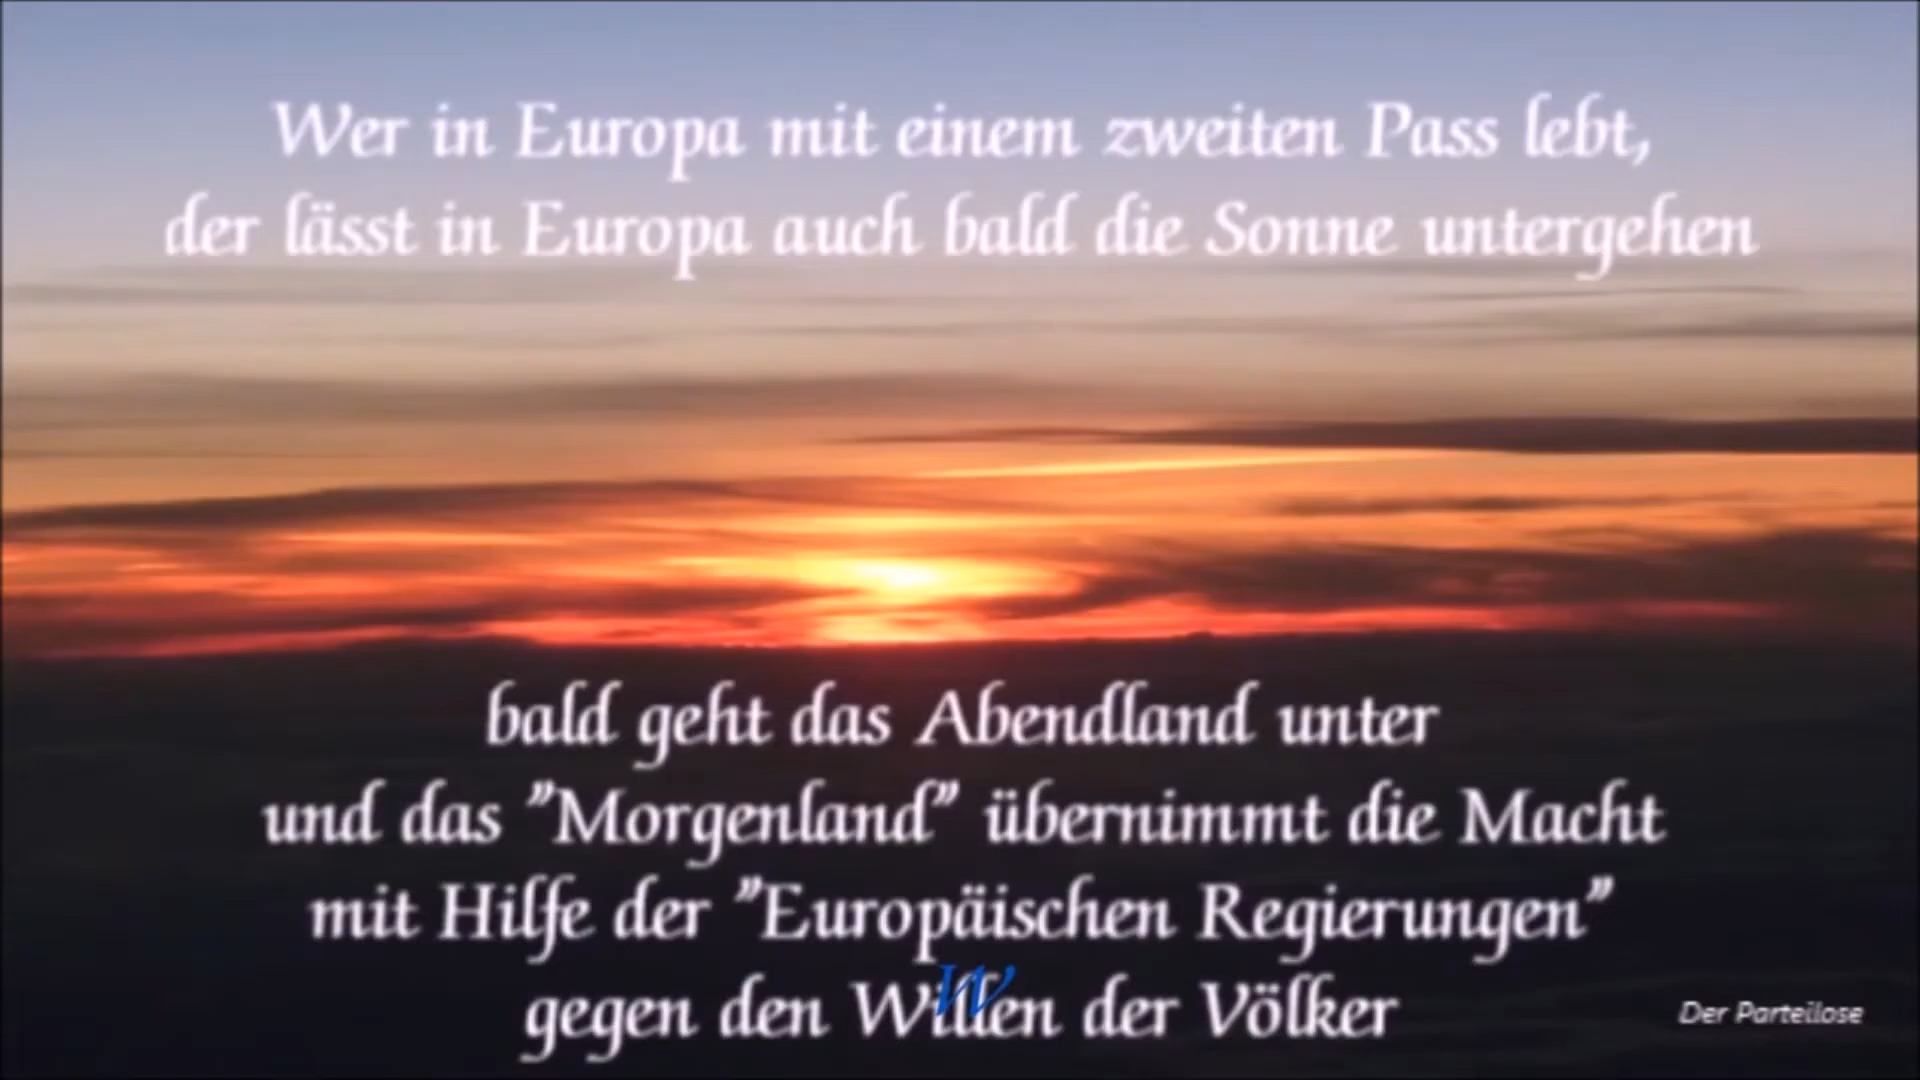 Wer in Europa mit einem zweiten Pass lebt,
der lässt in Europa auch bald die Sonne untergehen
bald geht das Abendland unter
und das "Morgenland" übernimmt die Macht
mit Hilfe der "Europäischen Regierungen"
gegen den Willen der Völker
W
Der Parteilose